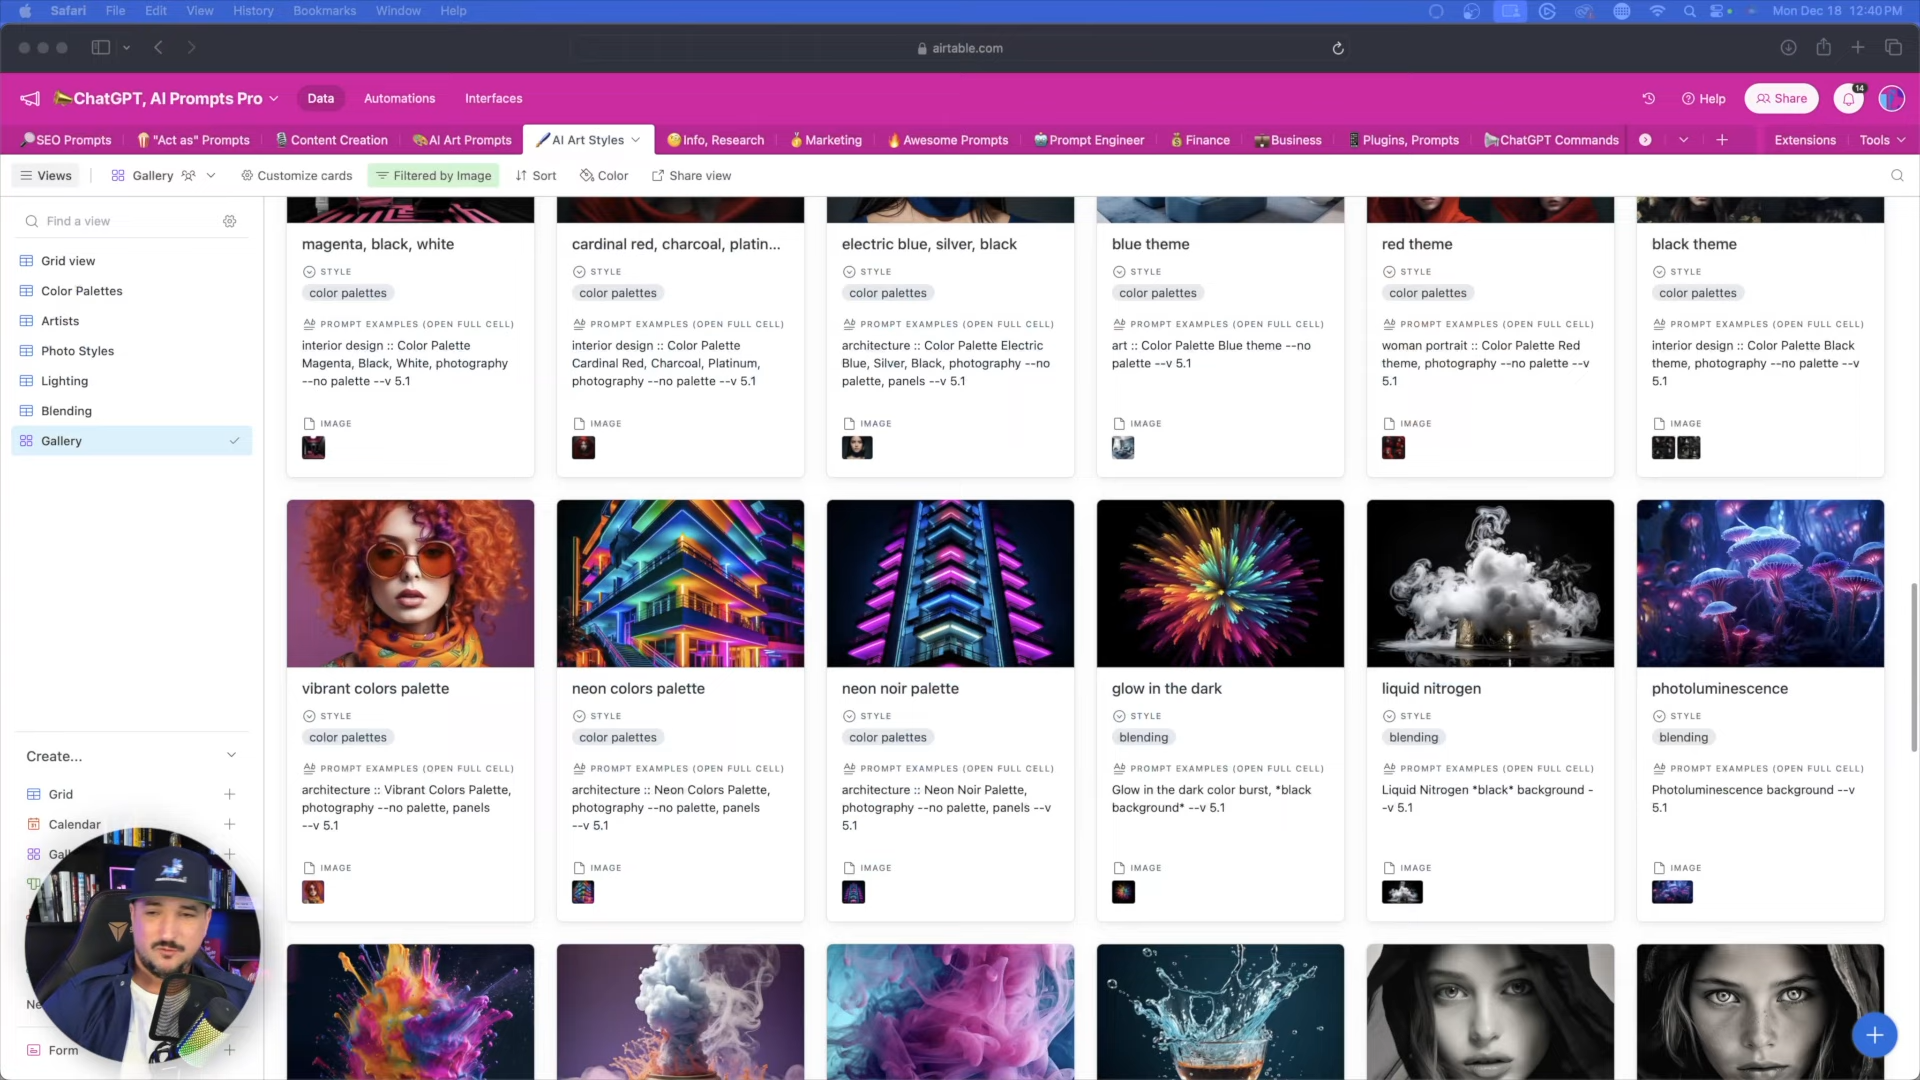 Safari File Edit View History Bookmarks Window Help Mon Dec 18 12:40 PM
airtable.com
ChatGPT, AI Prompts Pro Data Automations Interfaces Help Share 14
SEO Prompts "Act as" Prompts Content Creation AI Art Prompts AI Art Styles Info, Research Marketing Awesome Prompts Prompt Engineer Finance Business Plugins, Prompts ChatGPT Commands Extensions Tools
Views Gallery Customize cards Filtered by Image Sort Color Share view
Find a view
Grid view
Color Palettes
Artists
Photo Styles
Lighting
Blending
Gallery
Create...
Grid
Calendar
Gal
Ne
Form
magenta, black, white
STYLE
color palettes
PROMPT EXAMPLES (OPEN FULL CELL)
interior design :: Color Palette
Magenta, Black, White, photography
--no palette --v 5.1
IMAGE
cardinal red, charcoal, platin...
STYLE
color palettes
PROMPT EXAMPLES (OPEN FULL CELL)
interior design :: Color Palette
Cardinal Red, Charcoal, Platinum,
photography --no palette --v 5.1
IMAGE
electric blue, silver, black
STYLE
color palettes
PROMPT EXAMPLES (OPEN FULL CELL)
architecture :: Color Palette Electric
Blue, Silver, Black, photography --no
palette, panels --v 5.1
IMAGE
blue theme
STYLE
color palettes
PROMPT EXAMPLES (OPEN FULL CELL)
art :: Color Palette Blue theme --no
palette --v 5.1
IMAGE
red theme
STYLE
color palettes
PROMPT EXAMPLES (OPEN FULL CELL)
woman portrait :: Color Palette Red
theme, photography --no palette --v
5.1
IMAGE
black theme
STYLE
color palettes
PROMPT EXAMPLES (OPEN FULL CELL)
interior design :: Color Palette Black
theme, photography --no palette --v
5.1
IMAGE
vibrant colors palette
STYLE
color palettes
PROMPT EXAMPLES (OPEN FULL CELL)
architecture :: Vibrant Colors Palette,
photography --no palette, panels
--v 5.1
IMAGE
neon colors palette
STYLE
color palettes
PROMPT EXAMPLES (OPEN FULL CELL)
architecture :: Neon Colors Palette,
photography --no palette, panels
--v 5.1
IMAGE
neon noir palette
STYLE
color palettes
PROMPT EXAMPLES (OPEN FULL CELL)
architecture :: Neon Noir Palette,
photography --no palette, panels --v
5.1
IMAGE
glow in the dark
STYLE
blending
PROMPT EXAMPLES (OPEN FULL CELL)
Glow in the dark color burst, *black
background* --v 5.1
IMAGE
liquid nitrogen
STYLE
blending
PROMPT EXAMPLES (OPEN FULL CELL)
Liquid Nitrogen *black* background -
-v 5.1
IMAGE
photoluminescence
STYLE
blending
PROMPT EXAMPLES (OPEN FULL CELL)
Photoluminescence background --v
5.1
IMAGE